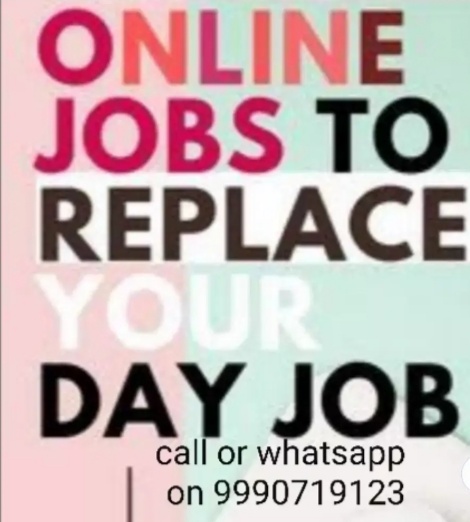 ONLINE
JOBS TO
REPLACE
YOUR
DAY JOB
call or whatsapp
on 9990719123